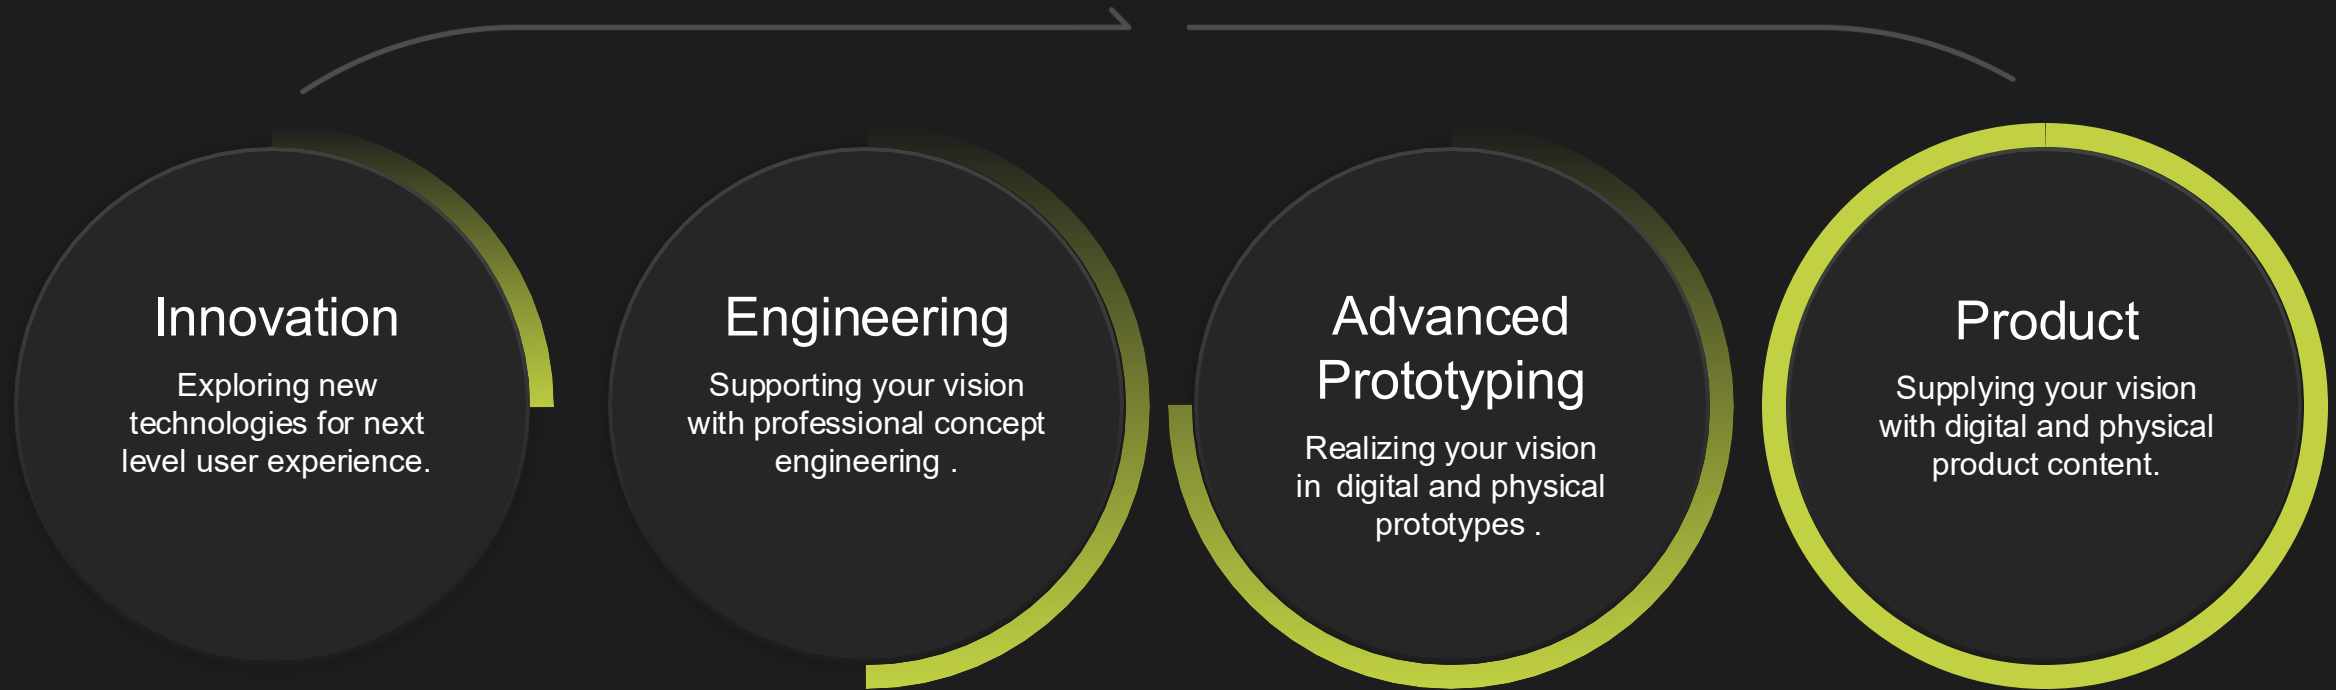 Innovation
Exploring new
technologies for next
level user experience.
Engineering
Supporting your vision
with professional concept
engineering .
Advanced
Prototyping
Realizing your vision
in  digital and physical
prototypes .
Product
Supplying your vision
with digital and physical
product content.